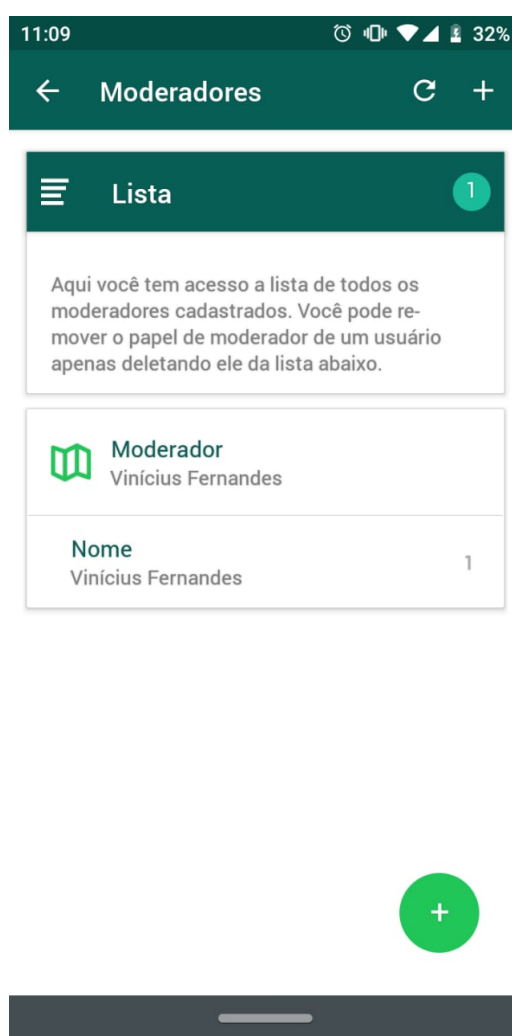 11:09 32%
Moderadores
Lista 1
Aqui você tem acesso a lista de todos os
moderadores cadastrados. Você pode re-
mover o papel de moderador de um usuário
apenas deletando ele da lista abaixo.
Moderador
Vinícius Fernandes
Nome
Vinícius Fernandes 1